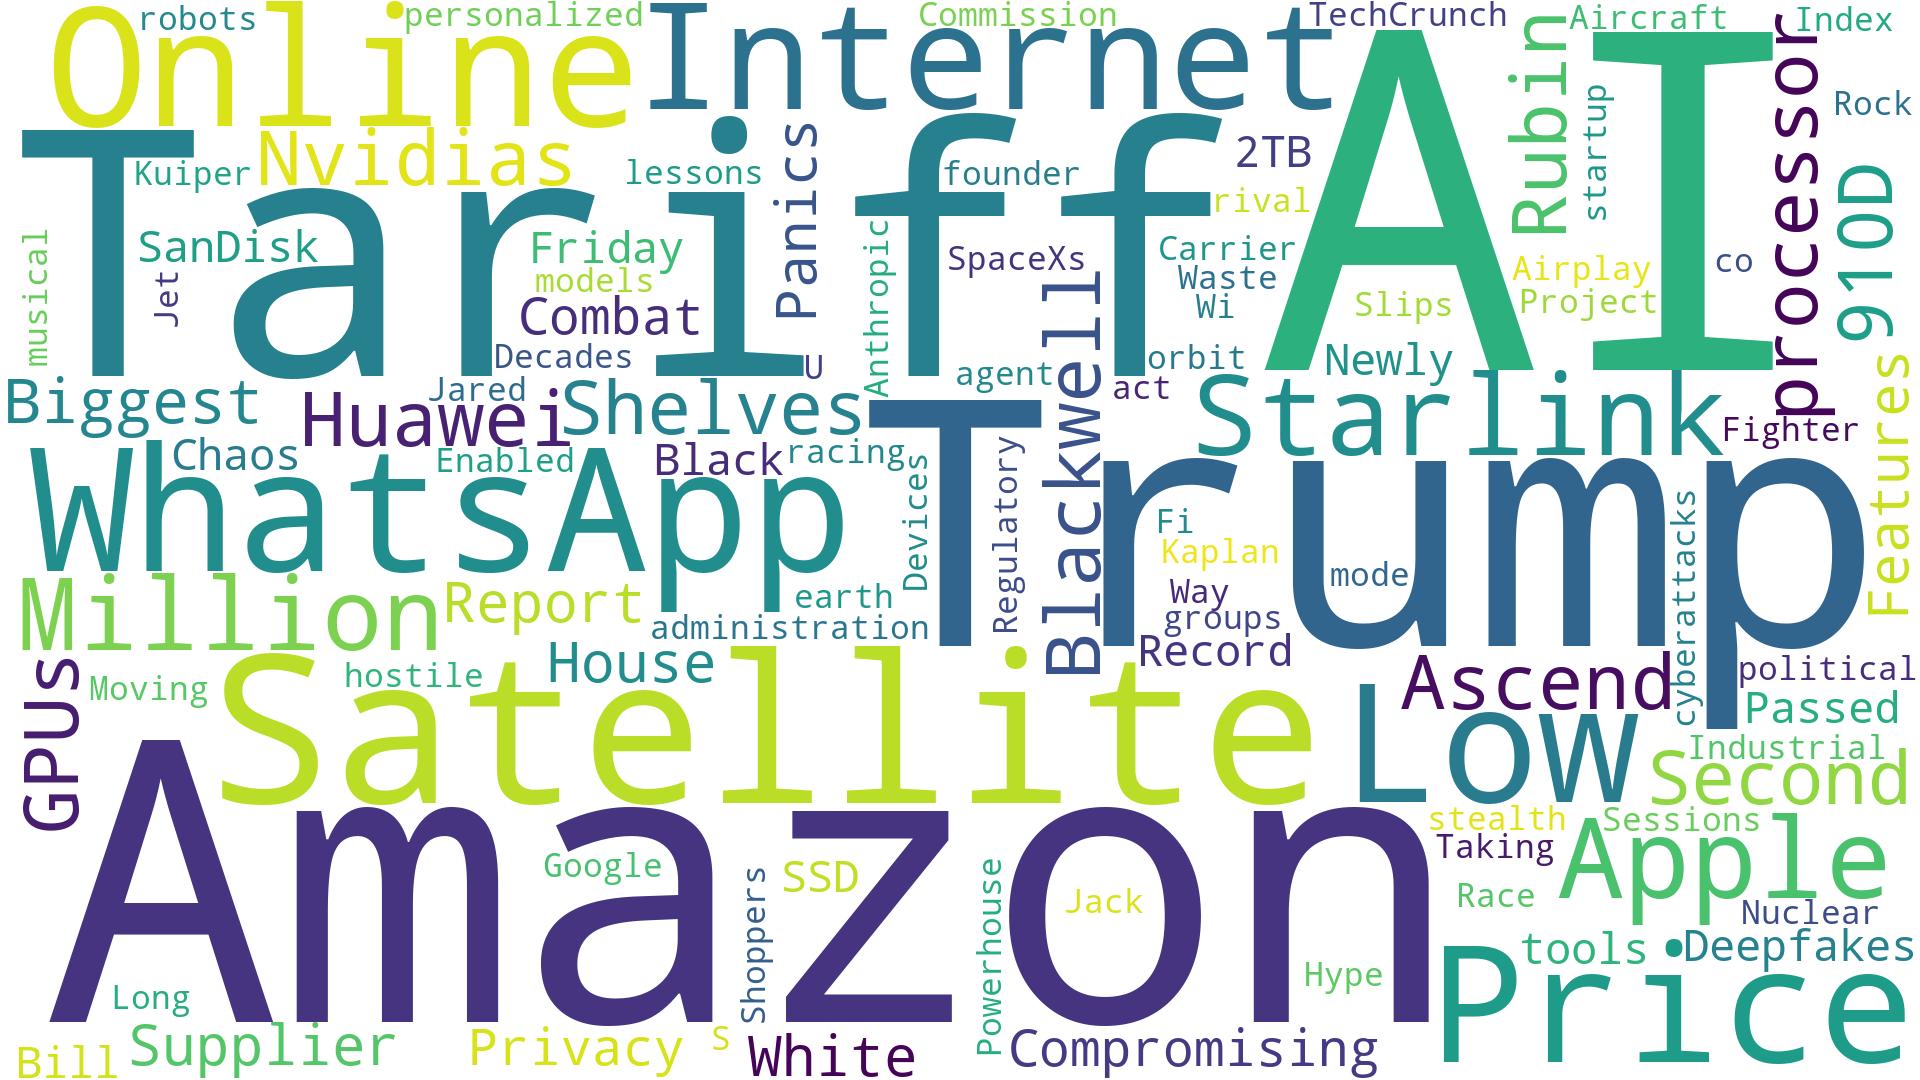 robots
personalized
Commission
TechCrunch
Aircraft
Index
Online
Internet
AI
Rubin
startup
processor
Rock
Tariff
Kuiper
Nvidias
lessons
Panics
founder
2TB
rival
910D
musical
SanDisk
Jet
Friday
models
Combat
Decades
U
Anthropic
SpaceXs
Carrier
Waste
Wi
Slips
Airplay
Project
co
Biggest
Jared
Huawei
Shelves
agent
Blackwell
orbit
act
Newly
Starlink
Fighter
Features
Chaos
Enabled
Black
racing
WhatsApp
Devices
Trump
Regulatory
Fi
Kaplan
mode
cyberattacks
Million
Report
earth
administration
Way
groups
Record
House
GPUs
Moving
hostile
Satellite
Ascend
political
Passed
Low
Industrial
Second
Amazon
Google
Shoppers
SSD
Powerhouse
Jack
stealth
Sessions
Taking
Apple
Race
Nuclear
tools
Deepfakes
Long
Hype
Price
Bill
Supplier
Privacy
S
White
Compromising